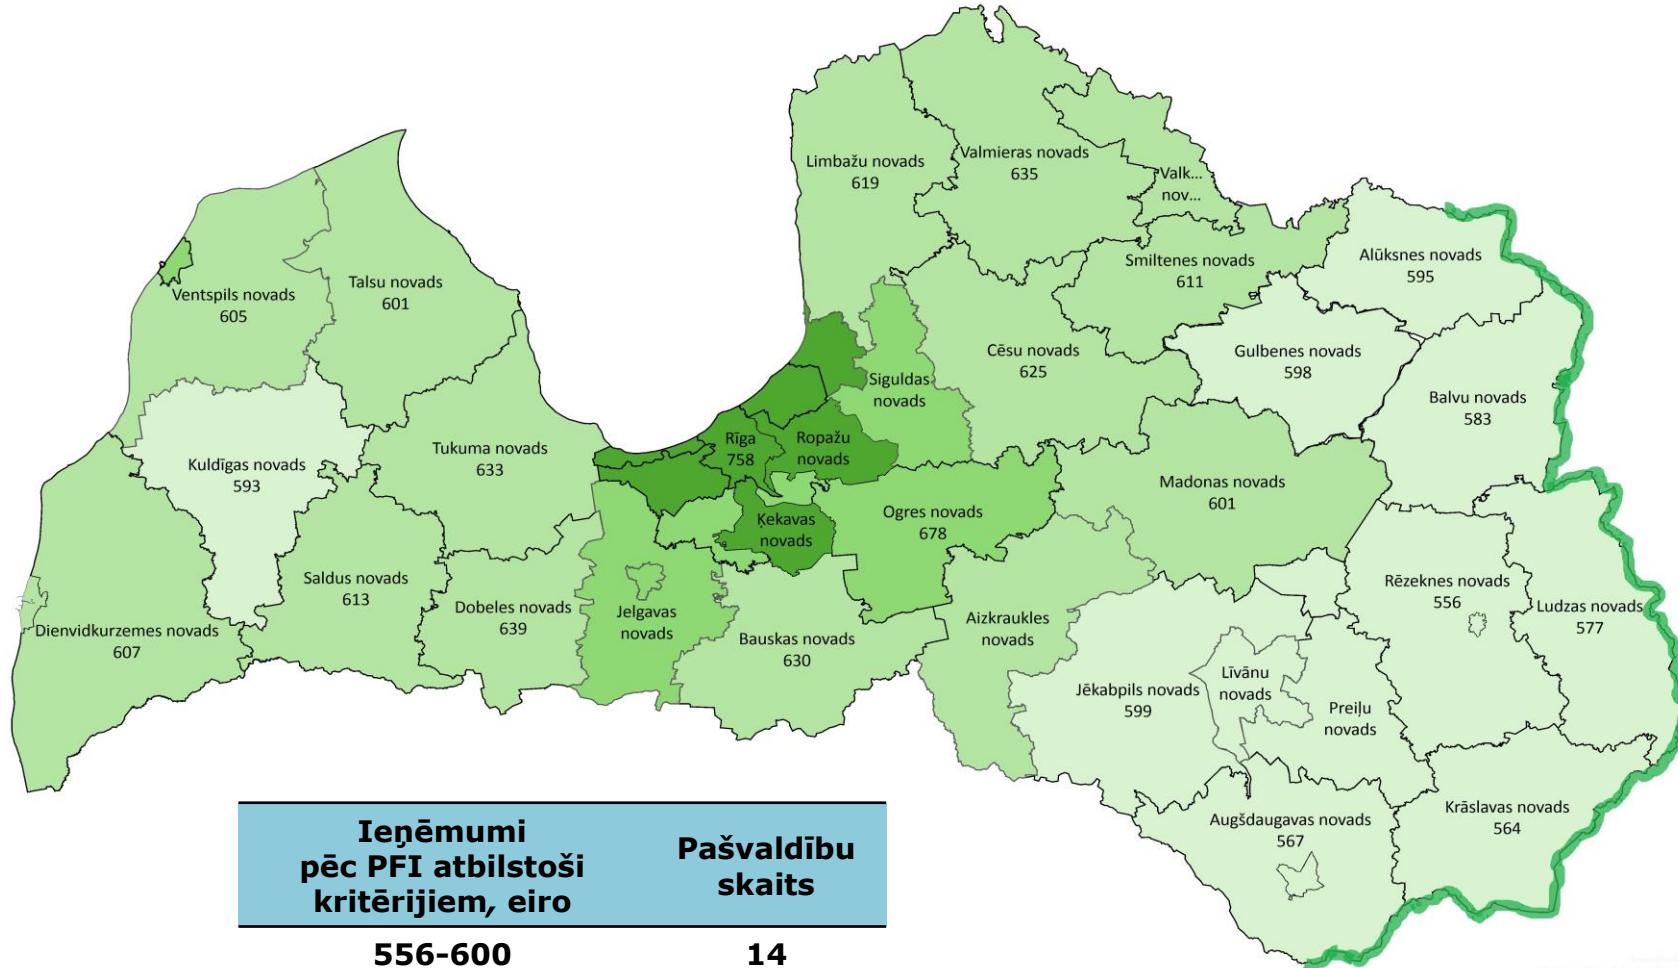 Limbažu novads
619
Valmieras novads
635
Valk...
nov...
Smiltenes novads
611
Alūksnes novads
595
Ventspils novads
605
Talsu novads
601
Cēsu novads
625
Gulbenes novads
598
Siguldas
novads
Balvu novads
583
Kuldīgas novads
593
Tukuma novads
633
Rīga
758
Ropažu
novads
Madonas novads
601
Ķekavas
novads
Ogres novads
678
Rēzeknes novads
556
Ludzas novads
577
Saldus novads
613
Dobeles novads
639
Jelgavas
novads
Dienvidkurzemes novads
607
Bauskas novads
630
Aizkraukles
novads
Jēkabpils novads
599
Līvānu
novads
Preiļu
novads
Augšdaugavas novads
567
Krāslavas novads
564
Ieņēmumi
pēc PFI atbilstoši
kritērijiem, eiro
Pašvaldību
skaits
556-600 14